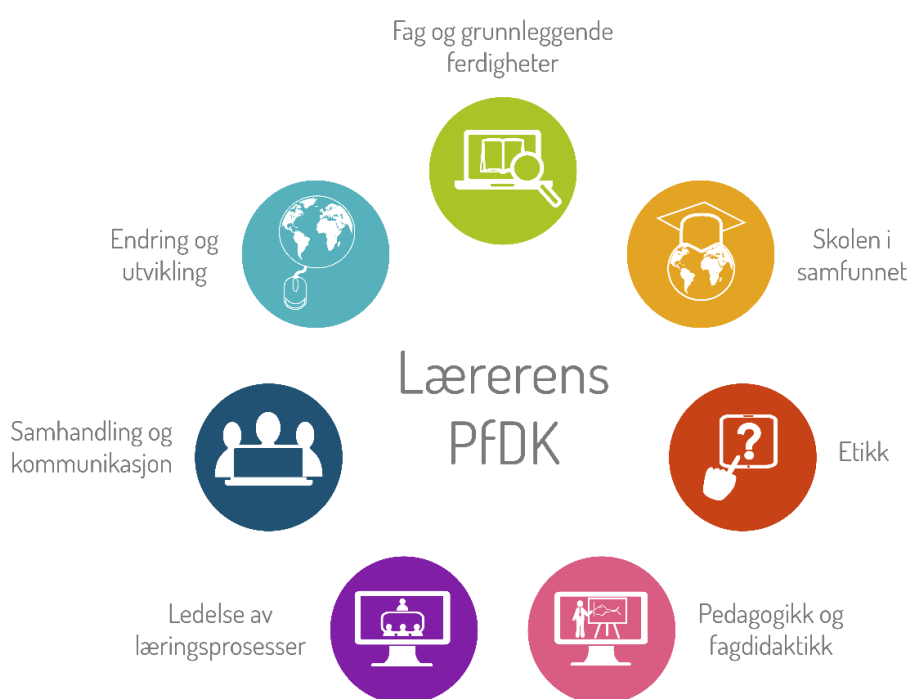 Fag og grunnleggende
ferdigheter
Endring og
utvikling
Skolen i
samfunnet
Lærerens
PfDK
Samhandling og
kommunikasjon
?
Etikk
Ledelse av
læringsprosesser
Pedagogikk og
fagdidaktikk